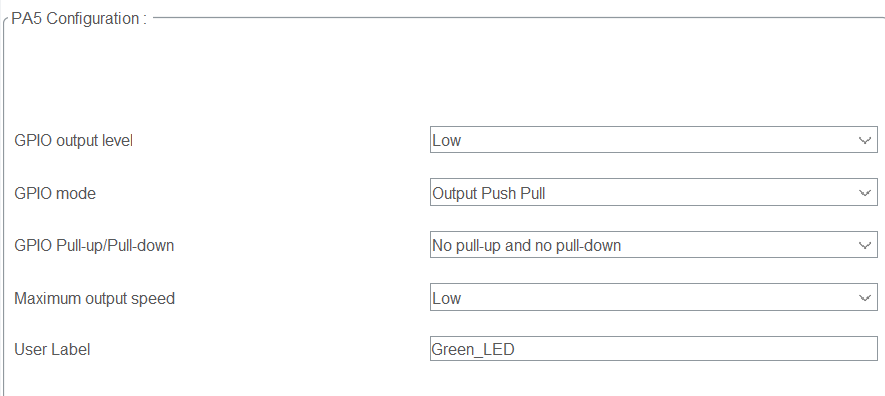 PA5 Configuration :
GPIO output level Low
GPIO mode Output Push Pull
GPIO Pull-up/Pull-down No pull-up and no pull-down
Maximum output speed Low
User Label Green_LED